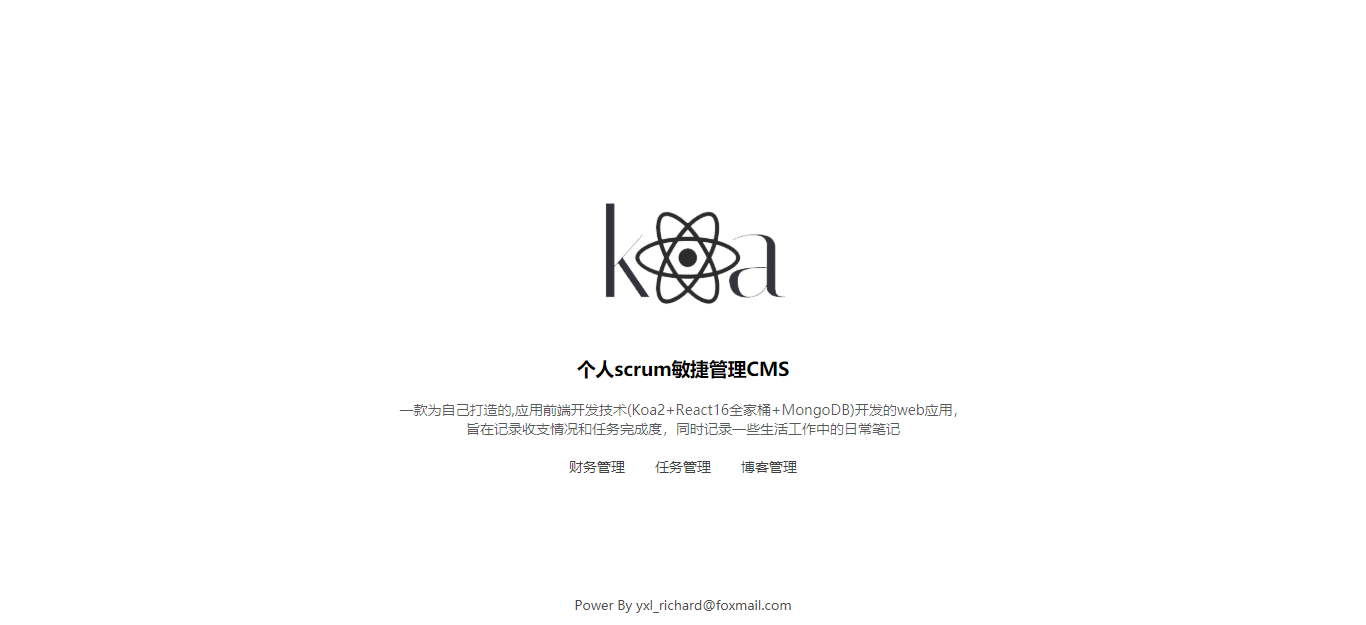 koa
个人scrum敏捷管理CMS
一款为自己打造的,应用前端开发技术(Koa2+React16全家桶+MongoDB)开发的web应用，
旨在记录收支情况和任务完成度，同时记录一些生活工作中的日常笔记
财务管理 任务管理 博客管理
Power By yxl_richard@foxmail.com